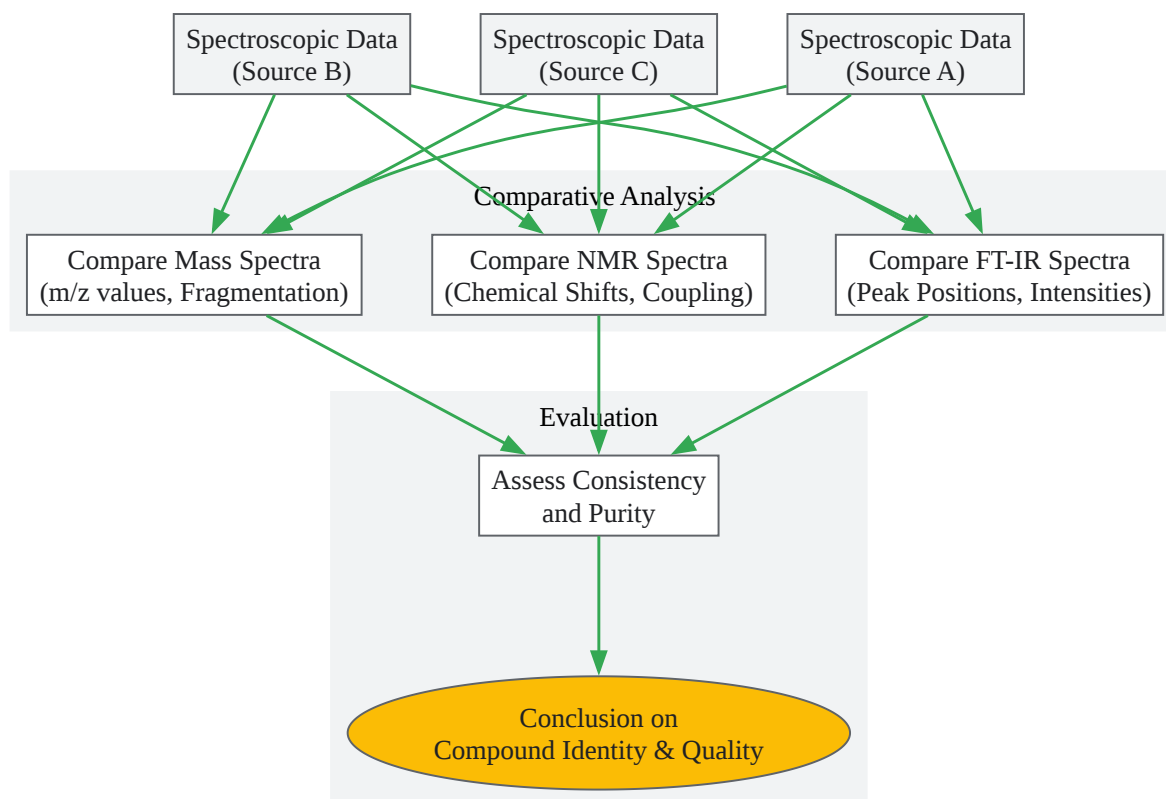 Spectroscopic Data
(Source B)
Spectroscopic Data
(Source C)
Spectroscopic Data
(Source A)
Comparative Analysis
Compare Mass Spectra
(m/z values, Fragmentation)
Compare NMR Spectra
(Chemical Shifts, Coupling)
Compare FT-IR Spectra
(Peak Positions, Intensities)
Evaluation
Assess Consistency
and Purity
Conclusion on
Compound Identity & Quality